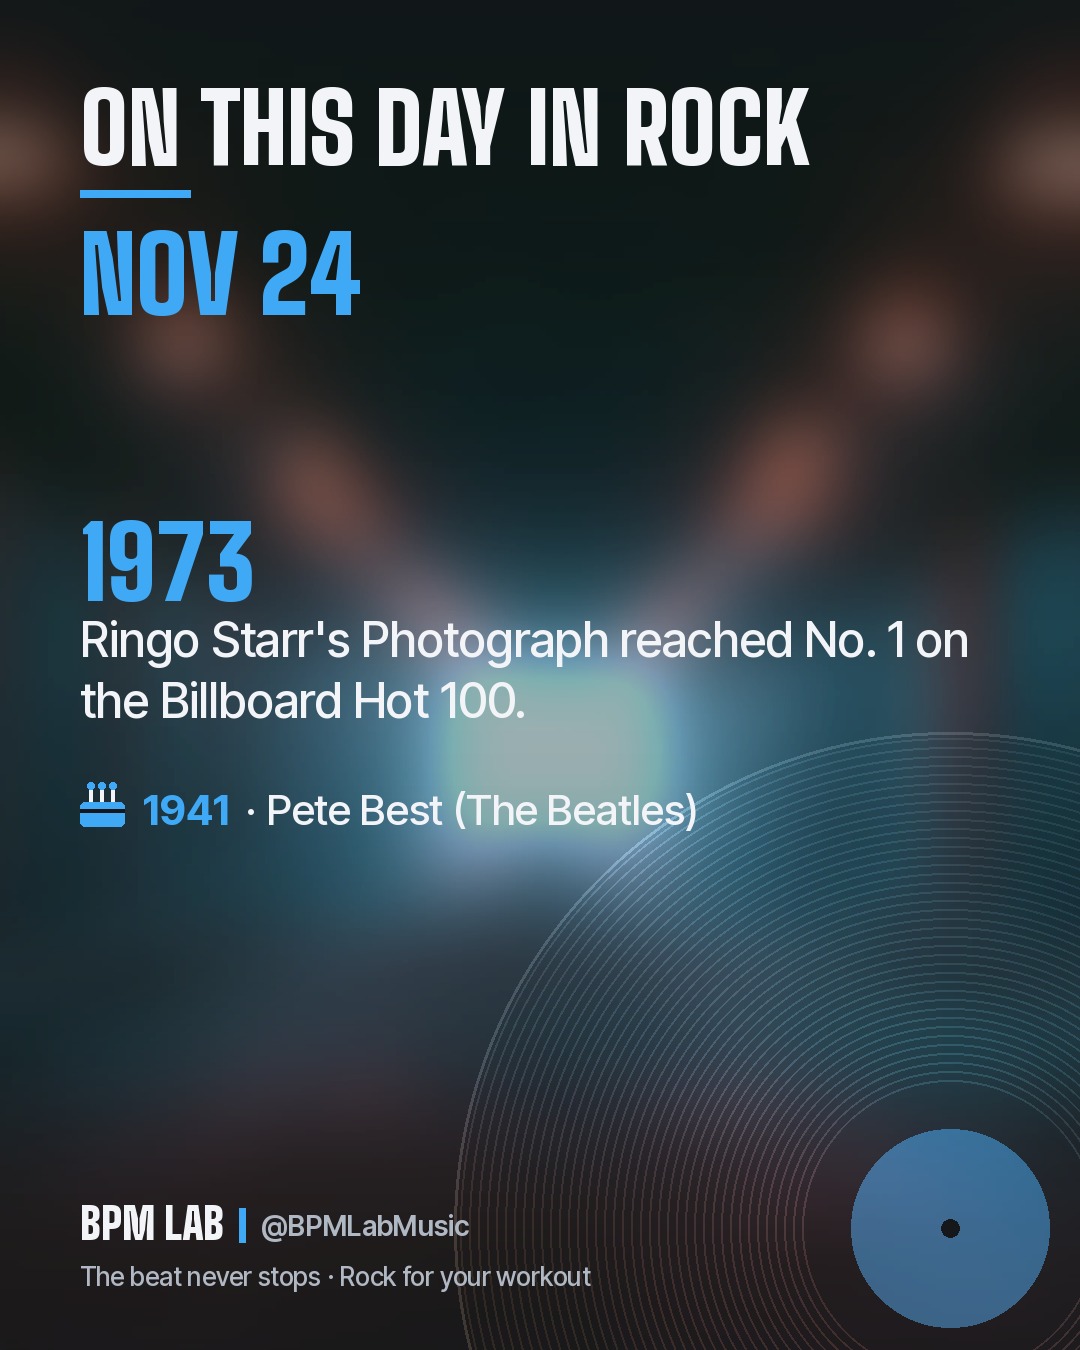 ON THIS DAY IN ROCK
NOV 24
1973
Ringo Starr's Photograph reached No. 1 on
the Billboard Hot 100.
1941 · Pete Best (The Beatles)
BPM LAB | @BPMLabMusic
The beat never stops · Rock for your workout